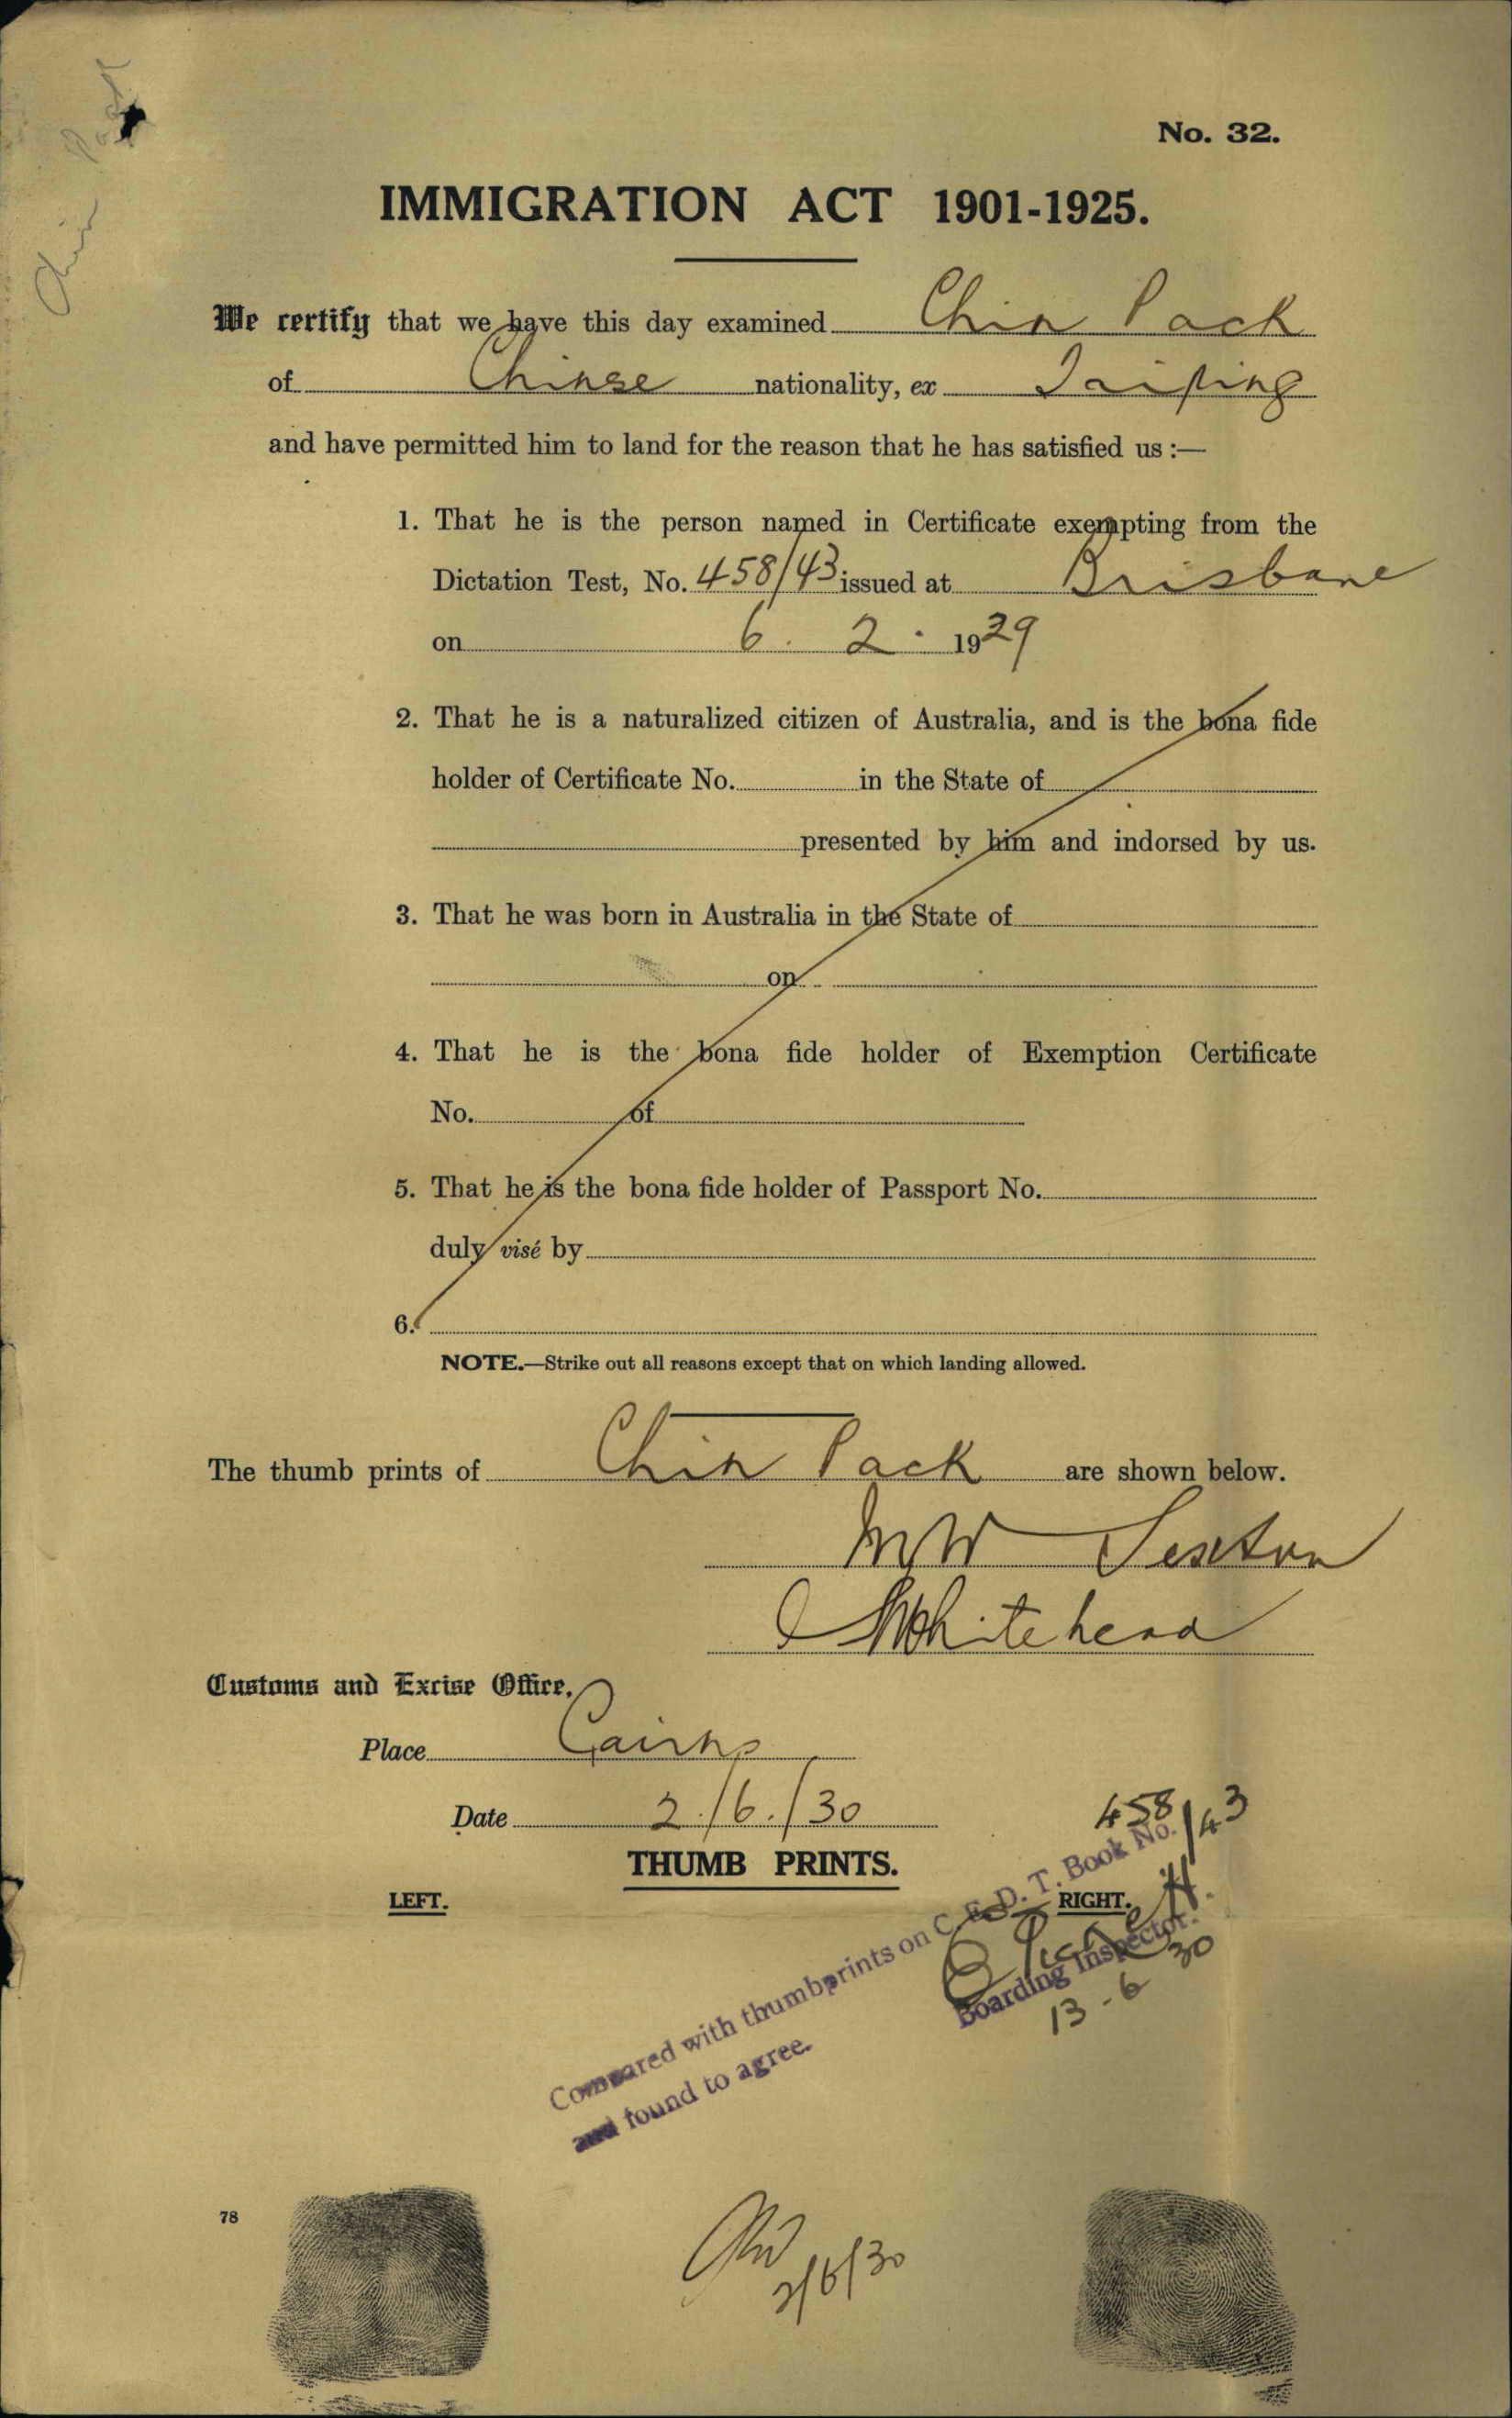 Chin Pack
No. 32.
IMMIGRATION ACT 1901-1925.
We certify that we have this day examined Chin Pack
of Chinse nationality, ex Taiping
and have permitted him to land for the reason that he has satisfied us :—
1. That he is the person named in Certificate exempting from the
Dictation Test, No. 458/43 issued at Brisbane
on 6. 2. 1929
2. That he is a naturalized citizen of Australia, and is the bona fide
holder of Certificate No. in the State of
presented by him and indorsed by us.
3. That he was born in Australia in the State of
on
4. That he is the bona fide holder of Exemption Certificate
No. of
5. That he is the bona fide holder of Passport No.
duly visé by
6.
NOTE.—Strike out all reasons except that on which landing allowed.
The thumb prints of Chin Pack are shown below.
MW Sexton
Whitehead
Customs and Excise Office,
Place Cairns
Date 2/6/30
458/43
THUMB PRINTS.
LEFT. RIGHT.
Compared with thumbprints on C. E. D. T. Book No.
and found to agree.
Boarding Inspector.
13-6-30
78
2/6/30